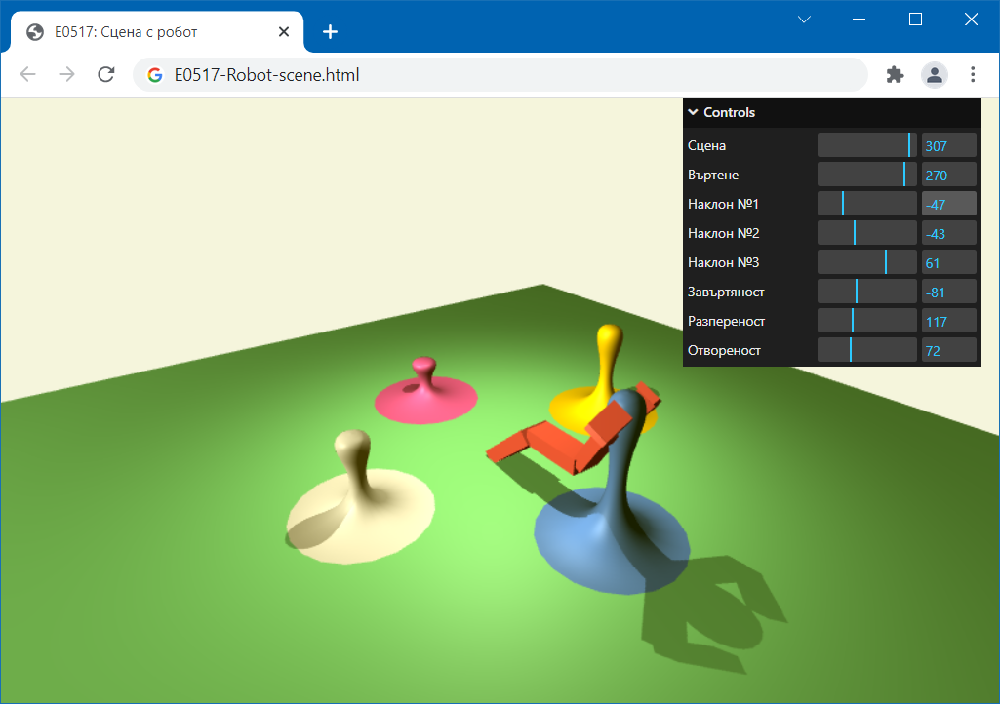 E0517: Сцена с робот
E0517-Robot-scene.html
Controls
Сцена 307
Въртене 270
Наклон №1 -47
Наклон №2 -43
Наклон №3 61
Завъртяност -81
Разпереност 117
Отвореност 72